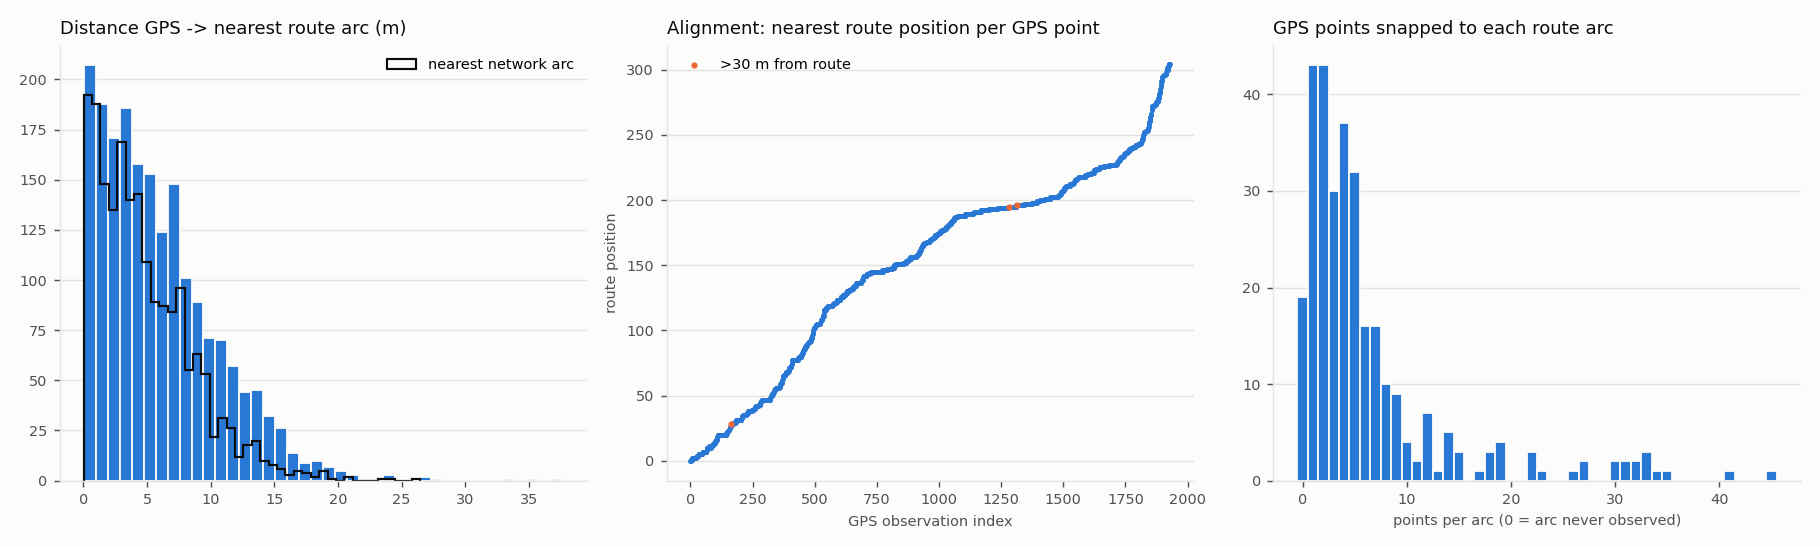 Distance GPS -> nearest route arc (m)
nearest network arc
200
175
150
125
100
75
50
25
0
0 5 10 15 20 25 30 35
Alignment: nearest route position per GPS point
>30 m from route
route position
300
250
200
150
100
50
0
0 250 500 750 1000 1250 1500 1750 2000
GPS observation index
GPS points snapped to each route arc
40
30
20
10
0
0 10 20 30 40
points per arc (0 = arc never observed)